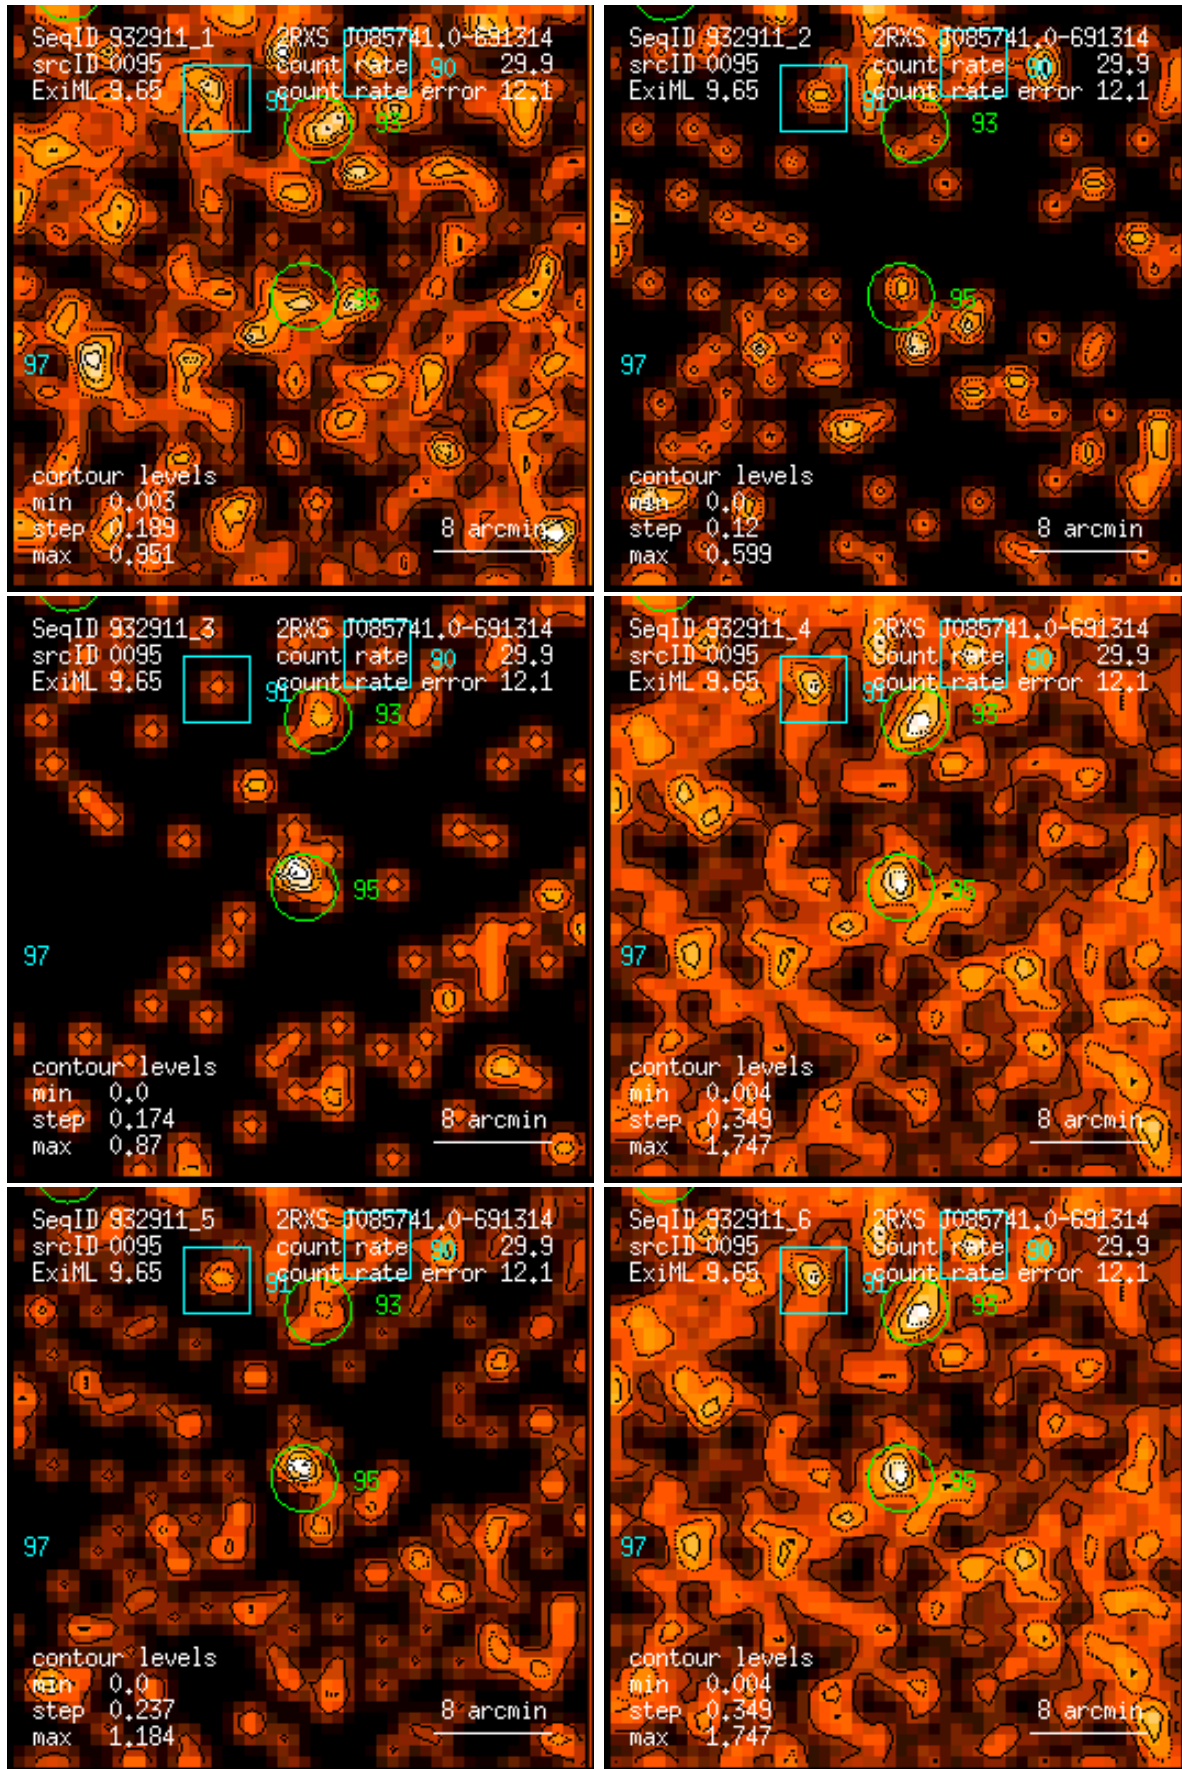 SeqID 932911_1 2RXS J085741.0-691314
srcID 0095 count rate 90 29.9
ExiML 9.65 91 count rate error 12.1
93
95
97
contour levels
min 0.003
step 0.189 8 arcmin
max 0.951
SeqID 932911_2 2RXS J085741.0-691314
srcID 0095 count rate 90 29.9
ExiML 9.65 91 count rate error 12.1
93
95
97
contour levels
min 0.0
step 0.12 8 arcmin
max 0.599
SeqID 932911_3 2RXS J085741.0-691314
srcID 0095 count rate 90 29.9
ExiML 9.65 91 count rate error 12.1
93
95
97
contour levels
min 0.0
step 0.174 8 arcmin
max 0.87
SeqID 932911_4 2RXS J085741.0-691314
srcID 0095 count rate 90 29.9
ExiML 9.65 91 count rate error 12.1
93
95
97
contour levels
min 0.004
step 0.349 8 arcmin
max 1.747
SeqID 932911_5 2RXS J085741.0-691314
srcID 0095 count rate 90 29.9
ExiML 9.65 91 count rate error 12.1
93
95
97
contour levels
min 0.0
step 0.237 8 arcmin
max 1.184
SeqID 932911_6 2RXS J085741.0-691314
srcID 0095 count rate 90 29.9
ExiML 9.65 91 count rate error 12.1
93
95
97
contour levels
min 0.004
step 0.349 8 arcmin
max 1.747